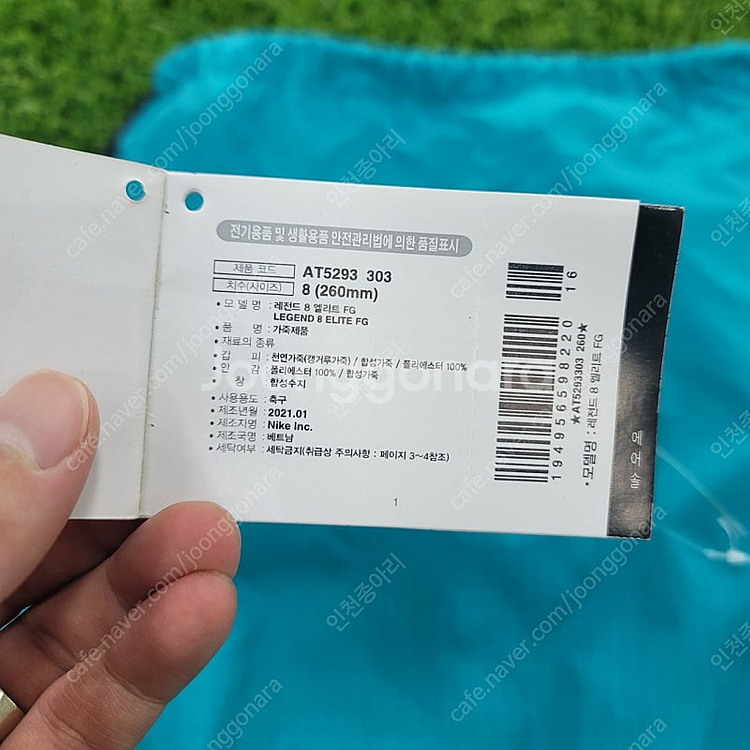 전기용품 및 생활용품 안전관리법에 의한 품질표시
제품 코드 AT5293 303
치수(사이즈) 8 (260mm)
• 모 델 명 : 레전드 8 엘리트 FG
LEGEND 8 ELITE FG
• 품 명 : 가죽제품
• 재료의 종류
갑 피 : 천연가죽(캥거루가죽) / 합성가죽 / 폴리에스터 100%
안 감 : 폴리에스터 100% / 합성가죽
창 : 합성수지
• 사용용도 : 축구
• 제조년월 : 2021.01
• 제조자명 : Nike Inc.
• 제조국명 : 베트남
• 세탁여부 : 세탁금지(취급상 주의사항 : 페이지 3~4참조)
1
16
194956598220
★AT5293303 260★
• 모델명 : 레전드 8 엘리트 FG
에 어 솔
joonggonara
cafe.naver.com/joonggonara
인천종아리